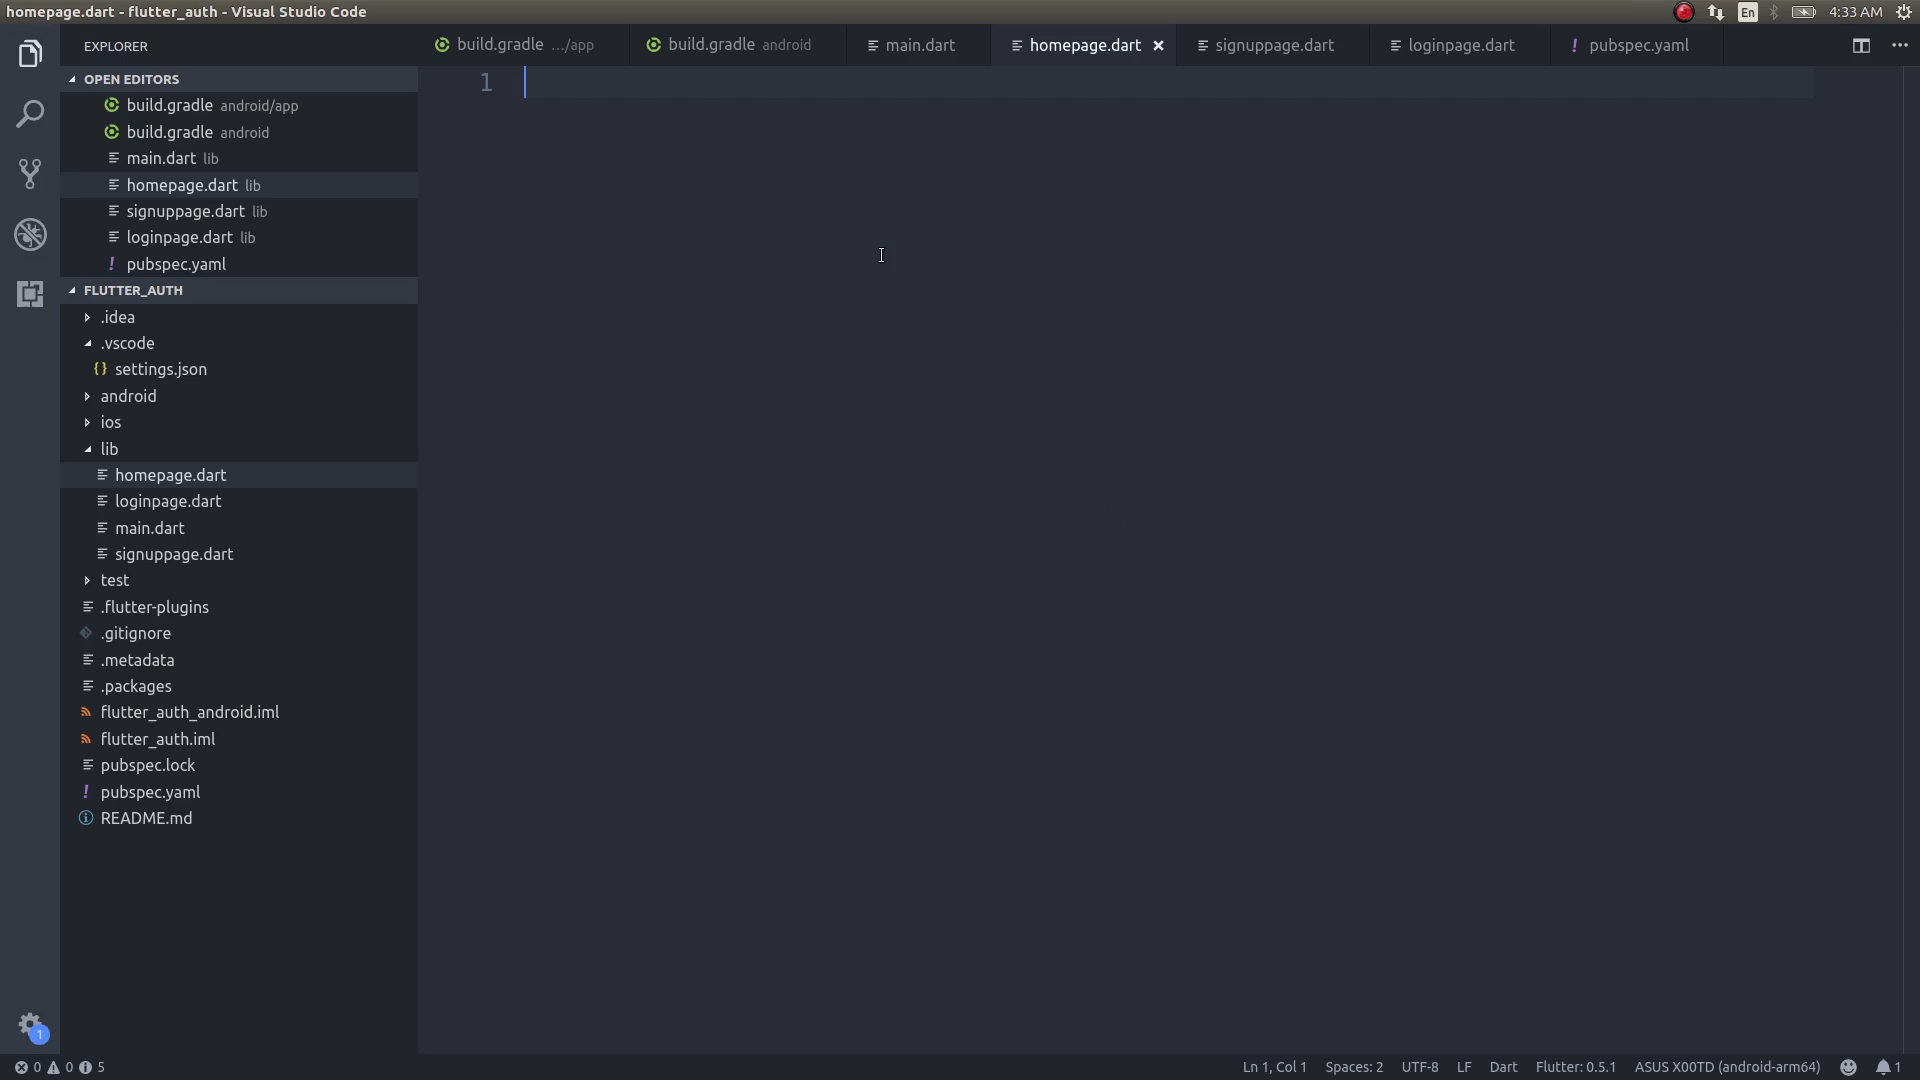 homepage.dart - flutter_auth - Visual Studio Code
En
4:33 AM
EXPLORER
build.gradle .../app
build.gradle android
main.dart
homepage.dart
signuppage.dart
loginpage.dart
! pubspec.yaml
OPEN EDITORS
build.gradle android/app
build.gradle android
main.dart lib
homepage.dart lib
signuppage.dart lib
loginpage.dart lib
! pubspec.yaml
FLUTTER_AUTH
.idea
.vscode
{} settings.json
android
ios
lib
homepage.dart
loginpage.dart
main.dart
signuppage.dart
test
.flutter-plugins
.gitignore
.metadata
.packages
flutter_auth_android.iml
flutter_auth.iml
pubspec.lock
! pubspec.yaml
README.md
1
1
0 0 5
Ln 1, Col 1
Spaces: 2
UTF-8
LF
Dart
Flutter: 0.5.1
ASUS X00TD (android-arm64)
1